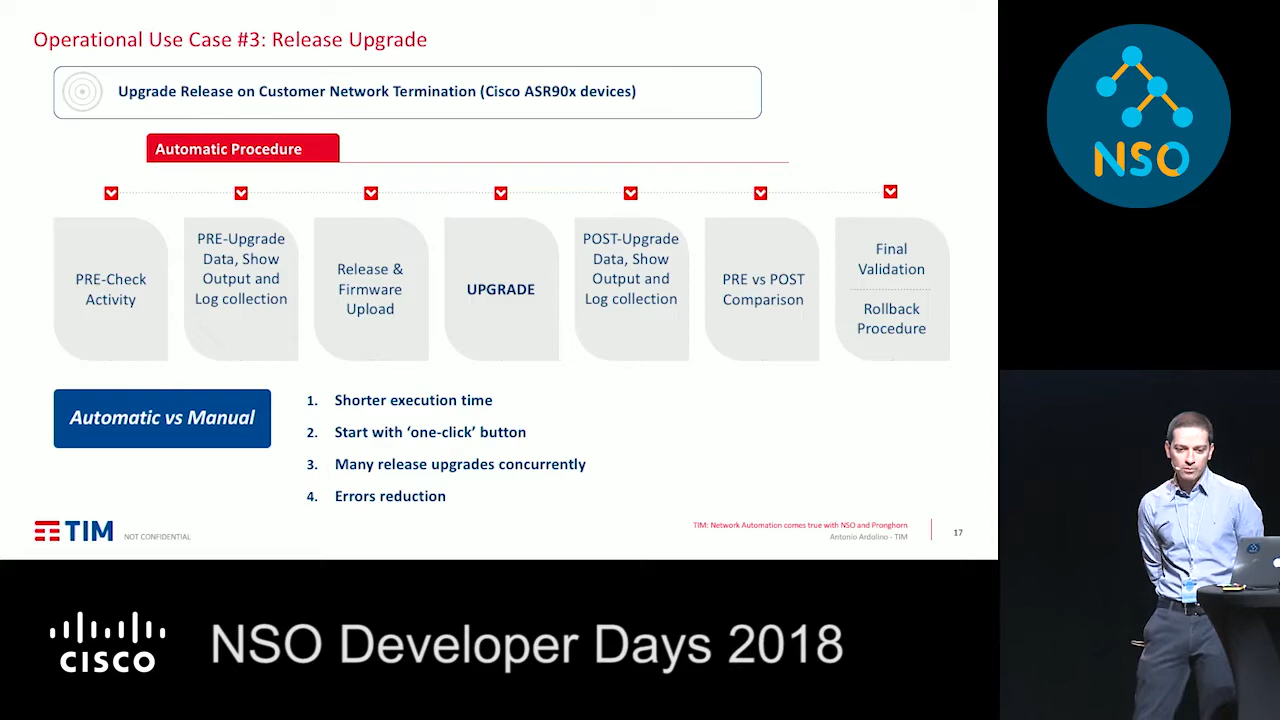 Operational Use Case #3: Release Upgrade
Upgrade Release on Customer Network Termination (Cisco ASR90x devices)
Automatic Procedure
PRE-Check
Activity
PRE-Upgrade
Data, Show
Output and
Log collection
Release &
Firmware
Upload
UPGRADE
POST-Upgrade
Data, Show
Output and
Log collection
PRE vs POST
Comparison
Final
Validation
Rollback
Procedure
Automatic vs Manual
1. Shorter execution time
2. Start with ‘one-click’ button
3. Many release upgrades concurrently
4. Errors reduction
TIM
NOT CONFIDENTIAL
TIM: Network Automation comes true with NSO and Pronghorn
Antonio Ardolino - TIM
17
NSO
CISCO
NSO Developer Days 2018